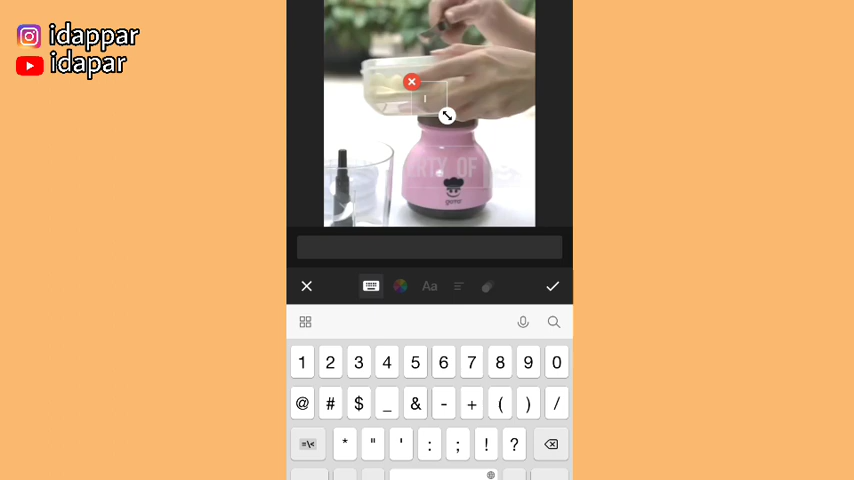 idappar
idapar
RTY OF
Aa
1 2 3 4 5 6 7 8 9 0
@ # $ _ & - + ( ) /
=\< * " ' : ; ! ?